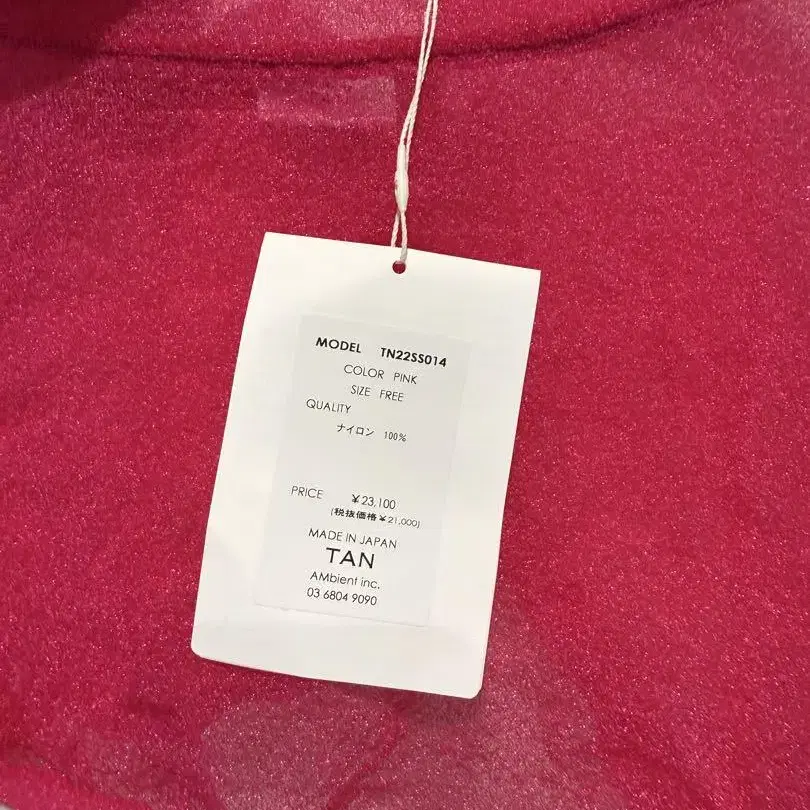 MODEL TN22SS014
COLOR PINK
SIZE FREE
QUALITY
ナイロン 100%
PRICE ¥23,100
(税抜価格¥21,000)
MADE IN JAPAN
TAN
AMbient inc.
03 6804 9090